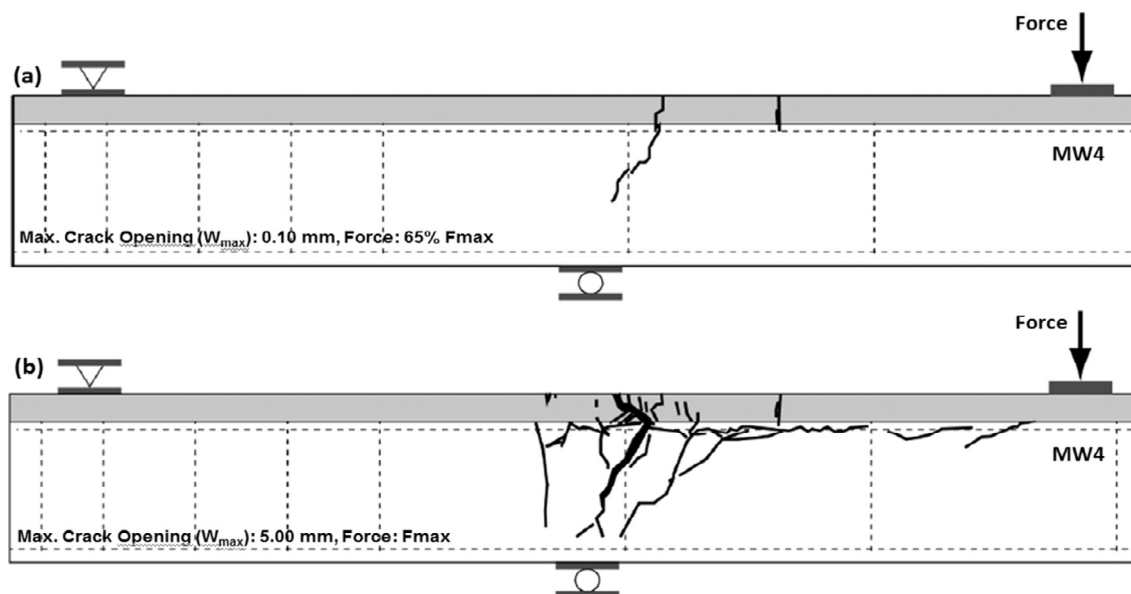 Force
(a)
MW4
Max. Crack Opening (Wmax): 0.10 mm, Force: 65% Fmax
Force
(b)
MW4
Max. Crack Opening (Wmax): 5.00 mm, Force: Fmax